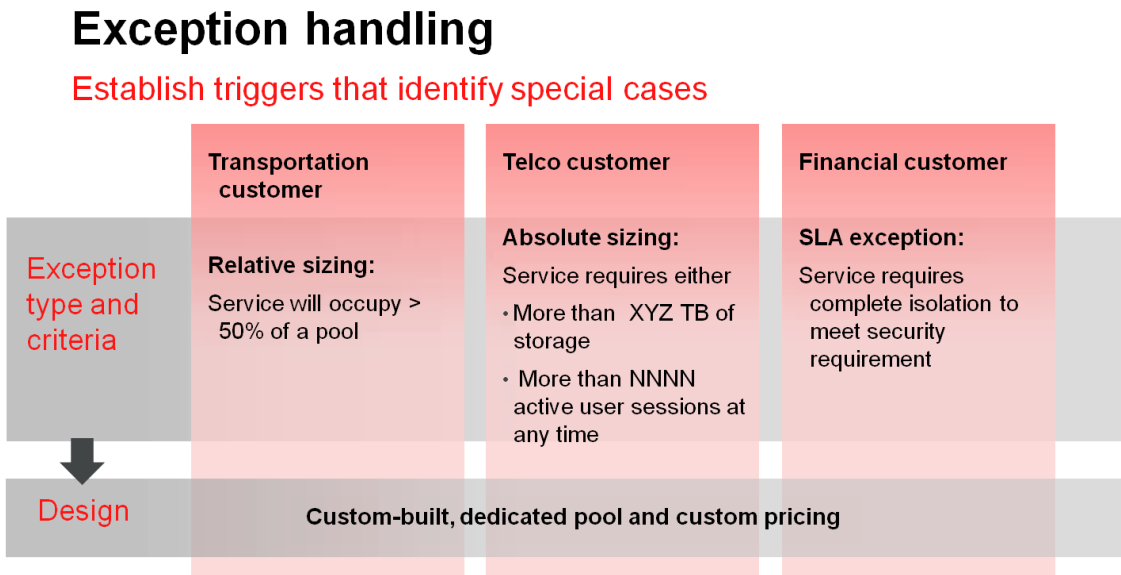 Exception handling
Establish triggers that identify special cases
Transportation
customer
Telco customer
Financial customer
Exception
type and
criteria
Relative sizing:
Service will occupy >
50% of a pool
Absolute sizing:
Service requires either
• More than XYZ TB of
storage
• More than NNNN
active user sessions at
any time
SLA exception:
Service requires
complete isolation to
meet security
requirement
Design
Custom-built, dedicated pool and custom pricing